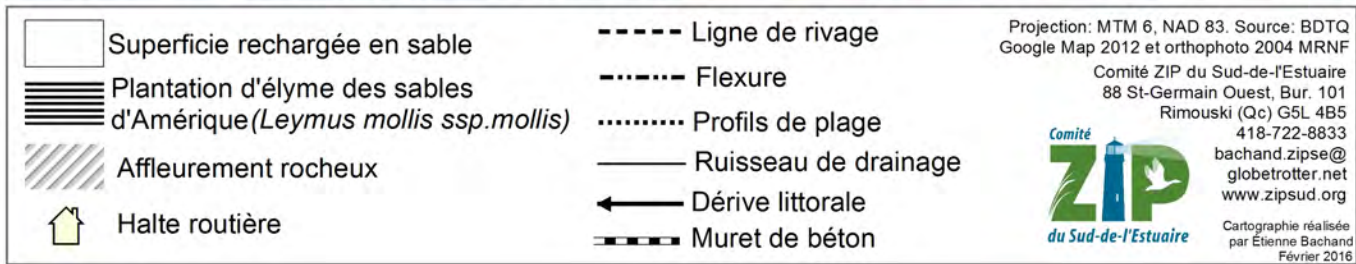 Superficie rechargée en sable
Plantation d'élyme des sables
d'Amérique (Leymus mollis ssp.mollis)
Affleurement rocheux
Halte routière
Ligne de rivage
Flexure
Profils de plage
Ruisseau de drainage
Dérive littorale
Muret de béton
Projection: MTM 6, NAD 83. Source: BDTQ
Google Map 2012 et orthophoto 2004 MRNF
Comité ZIP du Sud-de-l'Estuaire
88 St-Germain Ouest, Bur. 101
Rimouski (Qc) G5L 4B5
418-722-8833
bachand.zipse@
globetrotter.net
www.zipsud.org
Comité
ZIP
du Sud-de-l'Estuaire
Cartographie réalisée
par Étienne Bachand
Février 2016